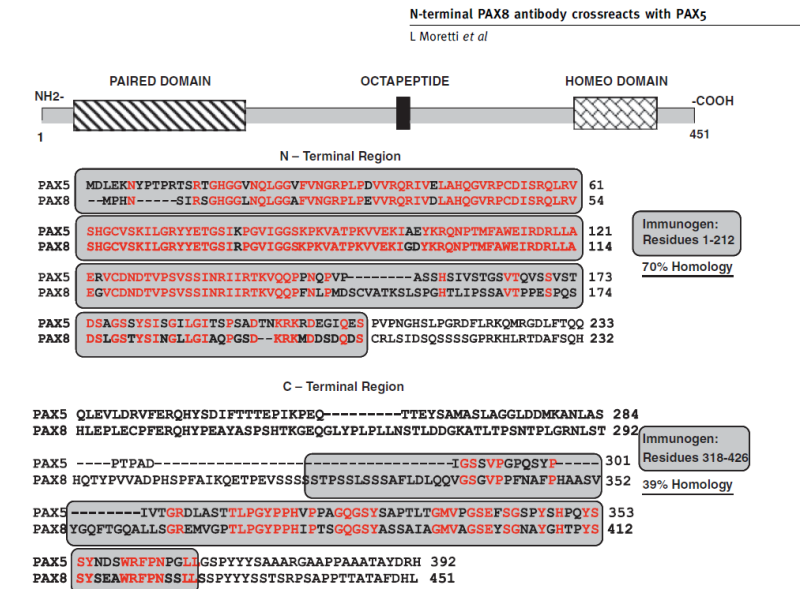 N-terminal PAX8 antibody crossreacts with PAX5
L Moretti et al
PAIRED DOMAIN OCTAPEPTIDE HOMEO DOMAIN
NH2- -COOH
1 451
N – Terminal Region
PAX5 MDLEKNYPTPRTSRTGHGGVNQLGGVFVNGRPLPDVVRQRIVELAHQGVRPCDISRQLRV 61
PAX8 --MPHN-----SIRSGHGGLNQLGGAFVNGRPLPEVVRQRIVDLAHQGVRPCDISRQLRV 54
PAX5 SHGCVSKILGRYYETGSIKPGVIGGSKPKVATPKVVEKIAEYKRQNPTMFAWEIRDRLLA 121
PAX8 SHGCVSKILGRYYETGSIRPGVIGGSKPKVATPKVVEKIGDYKRQNPTMFAWEIRDRLLA 114
Immunogen:
Residues 1-212
70% Homology
PAX5 ERVCDNDTVPSVSSINRIIRTKVQQPPNQPVP-------ASSHSIVSTGSVTQVSSVST 173
PAX8 EGVCDNDTVPSVSSINRIIRTKVQQPFNLPMDSCVATKSLSPGHTLIPSSAVTPPESPQS 174
PAX5 DSAGSSYSISGILGITSPSADTNKRKRDEGIQES PVPNGHSLPGRDFLRKQMRGDLFTQQ 233
PAX8 DSLGSTYSINGLLGIAQPGSD--KRKMDDSDQDS CRLSIDSQSSSSGPRKHLRTDAFSQH 232
C – Terminal Region
PAX5 QLEVLDRVFERQHYSDIFTTTEPIKPEQ---------TTEYSAMASLAGGLDDMKANLAS 284
PAX8 HLEPLECPFERQHYPEAYASPSHTKGEQGLYPLPLLNSTLDDGKATLTPSNTPLGRNLST 292
Immunogen:
Residues 318-426
39% Homology
PAX5 ----PTPAD------------------------------IGSSVPGPQSYP----- 301
PAX8 HQTYPVVADPHSPFAIKQETPEVSSSSSTPSSLSSSAFLDLQQVGSGVPPFNAFPHAASV 352
PAX5 --------IVTGRDLASTTLPGYPPHVPPAGQGSYSAPTLTGMVPGSEFSGSPYSHPQYS 353
PAX8 YGQFTGQALLSGREMVGPTLPGYPPHIPTSGQGSYASSAIAGMVAGSEYSGNAYGHTPYS 412
PAX5 SYNDSWRFPNPGLLGSPYYYSAAARGAAPPAAATAYDRH 392
PAX8 SYSEAWRFPNSSLLSSPYYYSSTSRPSAPPTTATAFDHL 451